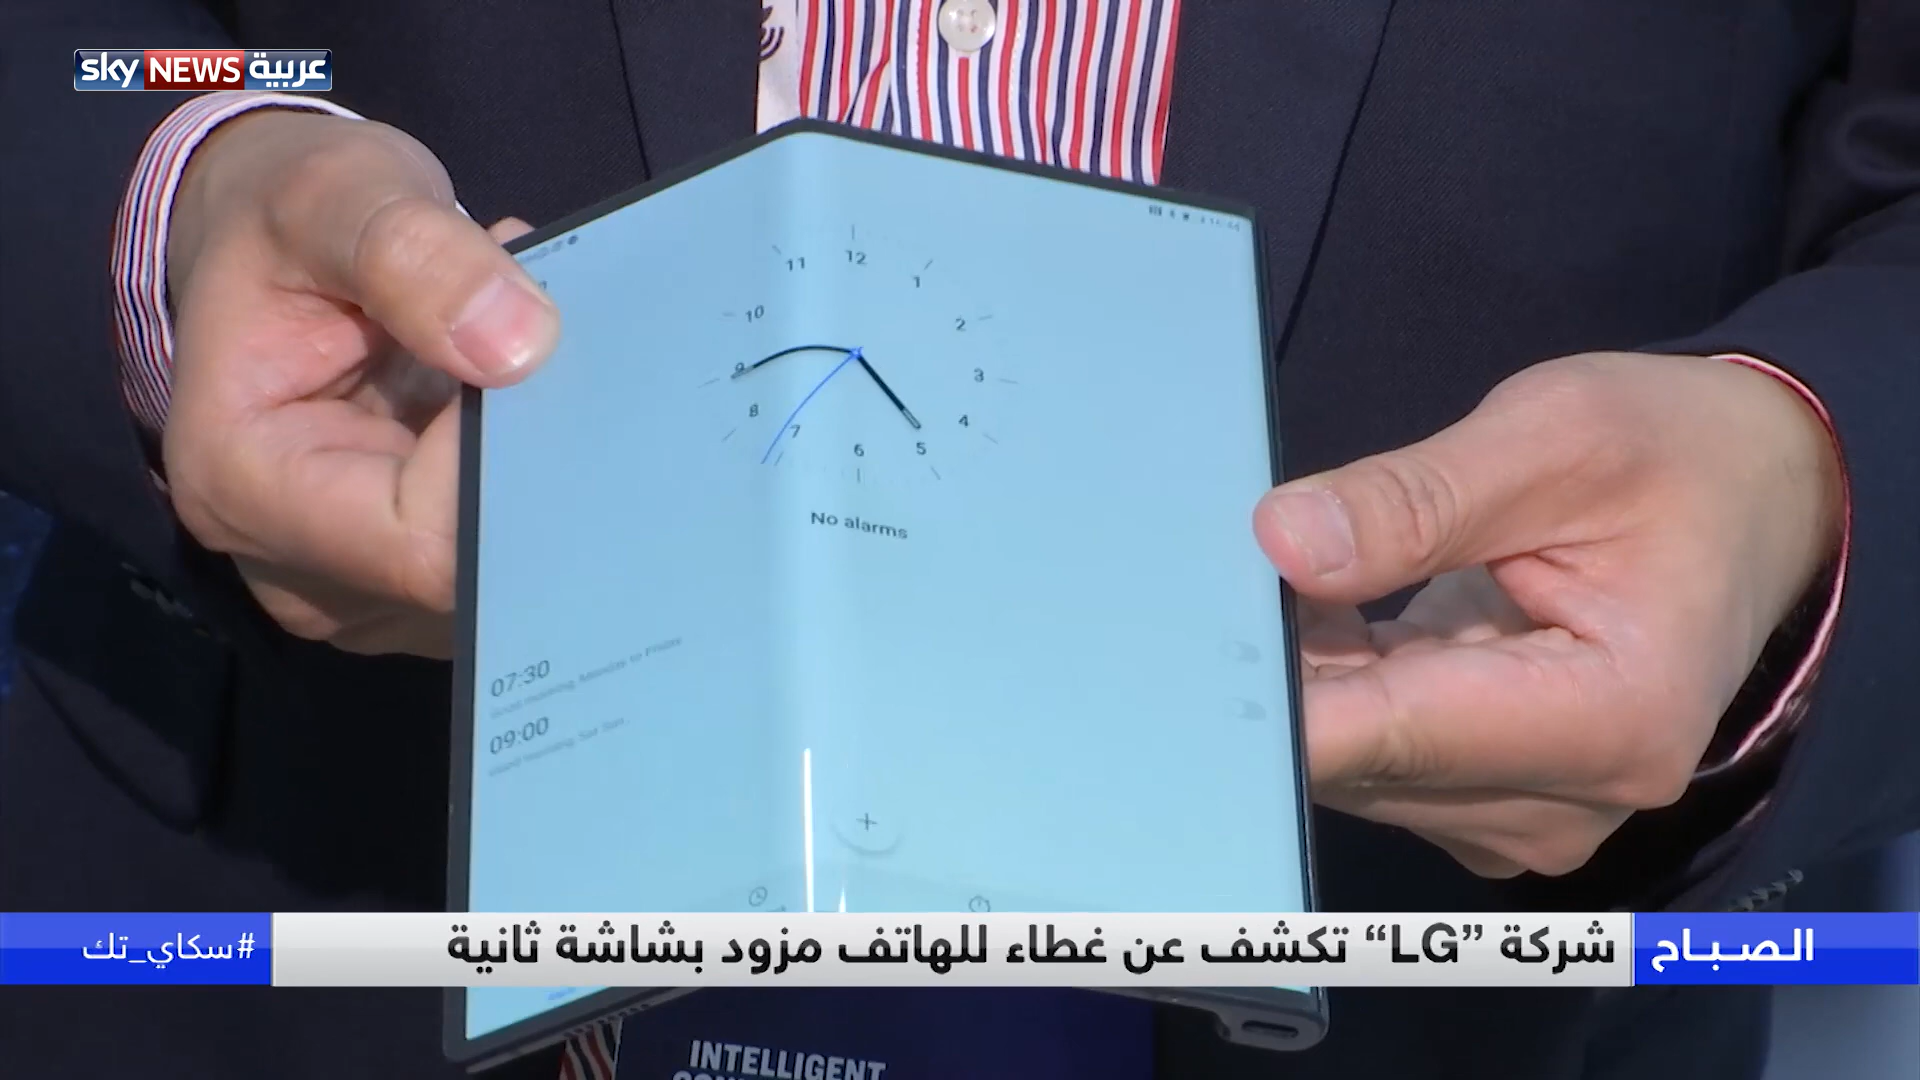 sky NEWS عربية
12
11
1
10
2
9
3
8
4
7
5
6
No alarms
07:30
09:00
+
الصباح
شركة “LG” تكشف عن غطاء للهاتف مزود بشاشة ثانية
#سكاي_تك
INTELLIGENT